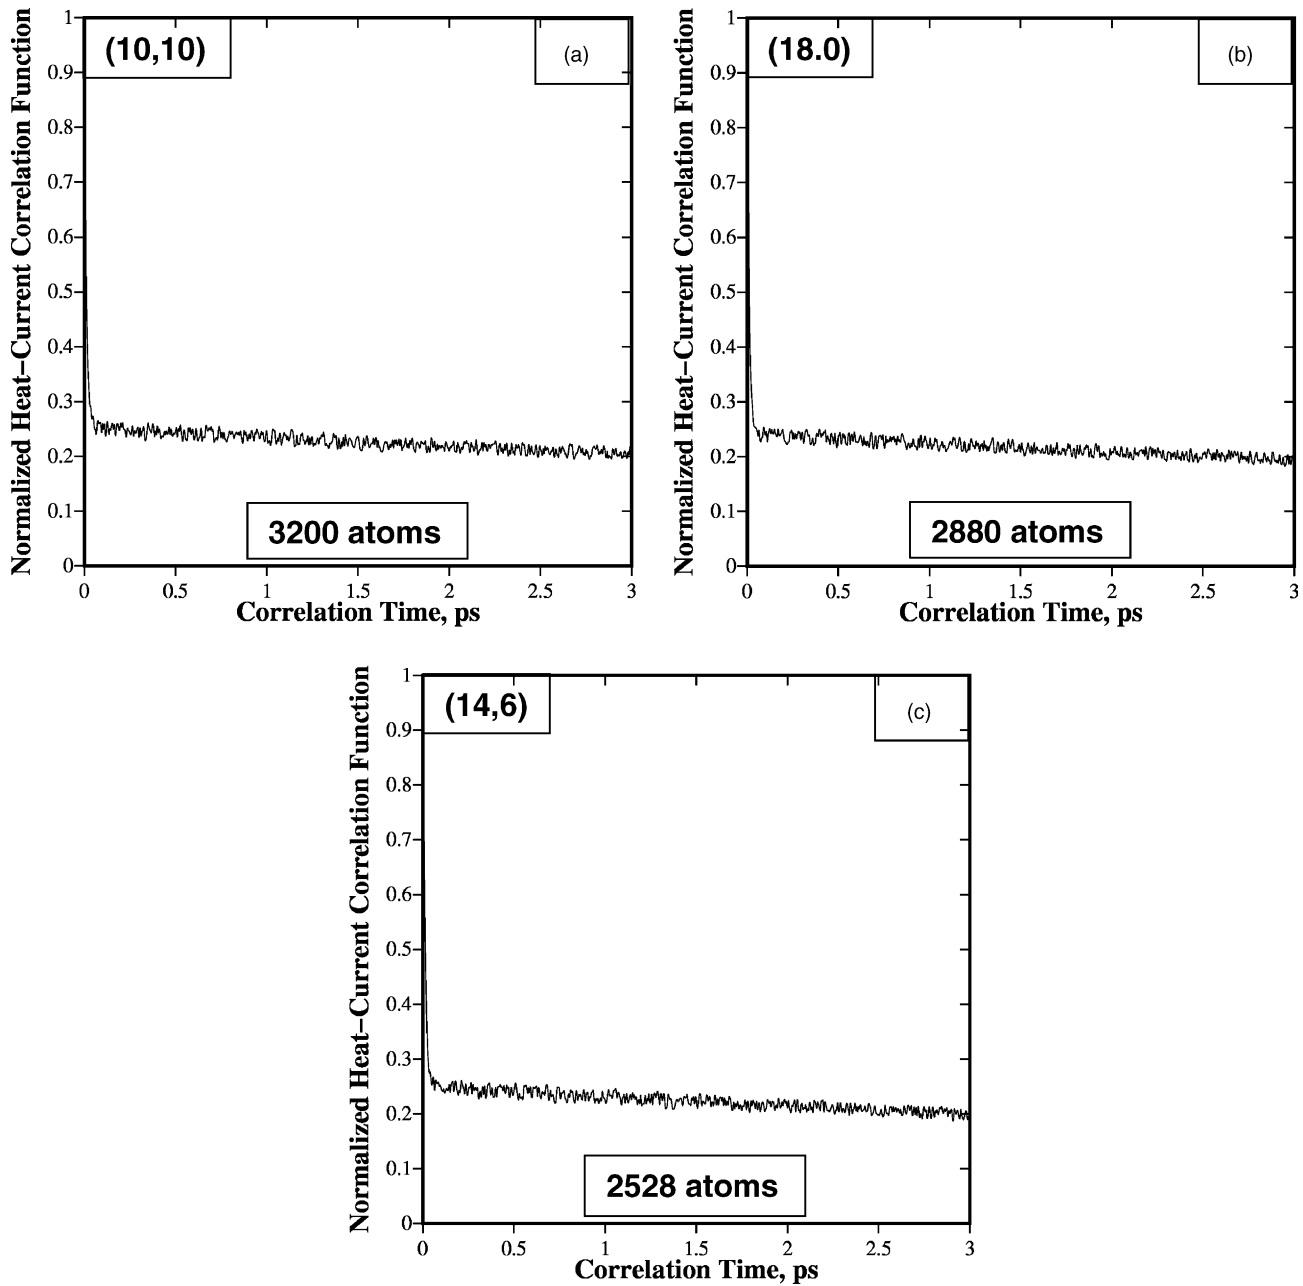 Normalized Heat-Current Correlation Function
(10,10)
(a)
1
0.9
0.8
0.7
0.6
0.5
0.4
0.3
0.2
0.1
0
3200 atoms
0 0.5 1 1.5 2 2.5 3
Correlation Time, ps
Normalized Heat-Current Correlation Function
(18.0)
(b)
1
0.9
0.8
0.7
0.6
0.5
0.4
0.3
0.2
0.1
0
2880 atoms
0 0.5 1 1.5 2 2.5 3
Correlation Time, ps
Normalized Heat-Current Correlation Function
(14,6)
(c)
1
0.9
0.8
0.7
0.6
0.5
0.4
0.3
0.2
0.1
0
2528 atoms
0 0.5 1 1.5 2 2.5 3
Correlation Time, ps